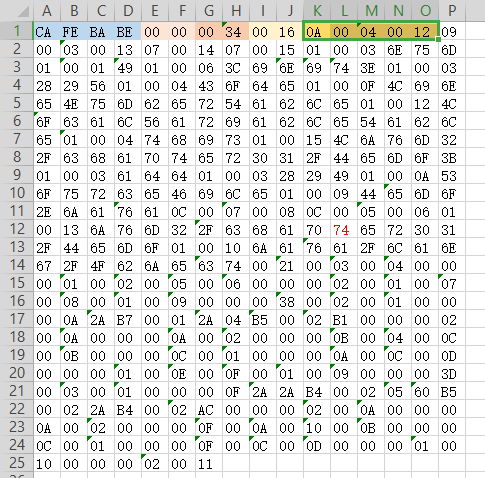 A B C D E F G H I J K L M N O P
1 CA FE BA BE 00 00 00 34 00 16 0A 00 04 00 12 09
2 00 03 00 13 07 00 14 07 00 15 01 00 03 6E 75 6D
3 01 00 01 49 01 00 06 3C 69 6E 69 74 3E 01 00 03
4 28 29 56 01 00 04 43 6F 64 65 01 00 0F 4C 69 6E
5 65 4E 75 6D 62 65 72 54 61 62 6C 65 01 00 12 4C
6 6F 63 61 6C 56 61 72 69 61 62 6C 65 54 61 62 6C
7 65 01 00 04 74 68 69 73 01 00 15 4C 6A 76 6D 32
8 2F 63 68 61 70 74 65 72 30 31 2F 44 65 6D 6F 3B
9 01 00 03 61 64 64 01 00 03 28 29 49 01 00 0A 53
10 6F 75 72 63 65 46 69 6C 65 01 00 09 44 65 6D 6F
11 2E 6A 61 76 61 0C 00 07 00 08 0C 00 05 00 06 01
12 00 13 6A 76 6D 32 2F 63 68 61 70 74 65 72 30 31
13 2F 44 65 6D 6F 01 00 10 6A 61 76 61 2F 6C 61 6E
14 67 2F 4F 62 6A 65 63 74 00 21 00 03 00 04 00 00
15 00 01 00 02 00 05 00 06 00 00 00 02 00 01 00 07
16 00 08 00 01 00 09 00 00 00 38 00 02 00 01 00 00
17 00 0A 2A B7 00 01 2A 04 B5 00 02 B1 00 00 00 02
18 00 0A 00 00 00 0A 00 02 00 00 00 0B 00 04 00 0C
19 00 0B 00 00 00 0C 00 01 00 00 00 0A 00 0C 00 0D
20 00 00 00 01 00 0E 00 0F 00 01 00 09 00 00 00 3D
21 00 03 00 01 00 00 00 0F 2A 2A B4 00 02 05 60 B5
22 00 02 2A B4 00 02 AC 00 00 00 02 00 0A 00 00 00
23 0A 00 02 00 00 00 0F 00 0A 00 10 00 0B 00 00 00
24 0C 00 01 00 00 00 0F 00 0C 00 0D 00 00 00 01 00
25 10 00 00 00 02 00 11
26